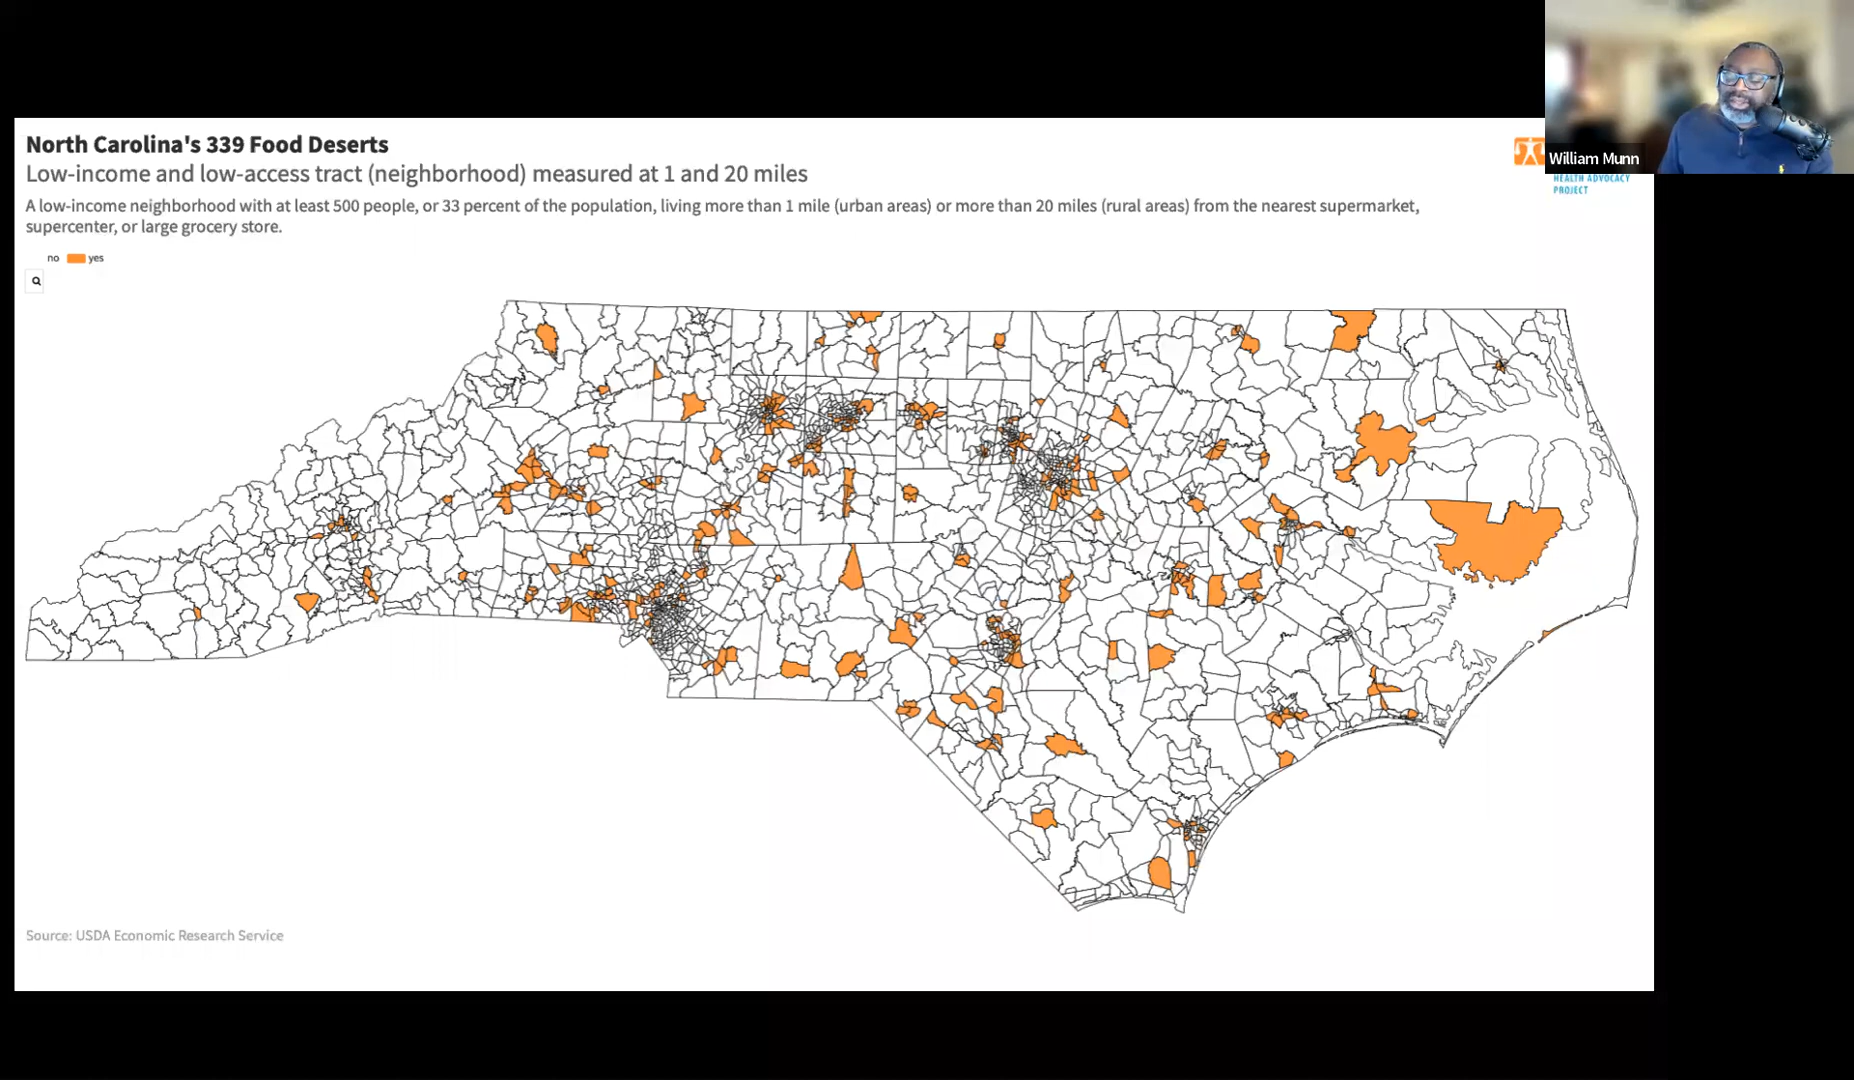 North Carolina's 339 Food Deserts
Low-income and low-access tract (neighborhood) measured at 1 and 20 miles
A low-income neighborhood with at least 500 people, or 33 percent of the population, living more than 1 mile (urban areas) or more than 20 miles (rural areas) from the nearest supermarket,
supercenter, or large grocery store.
no yes
William Munn
HEALTH ADVOCACY
PROJECT
Source: USDA Economic Research Service